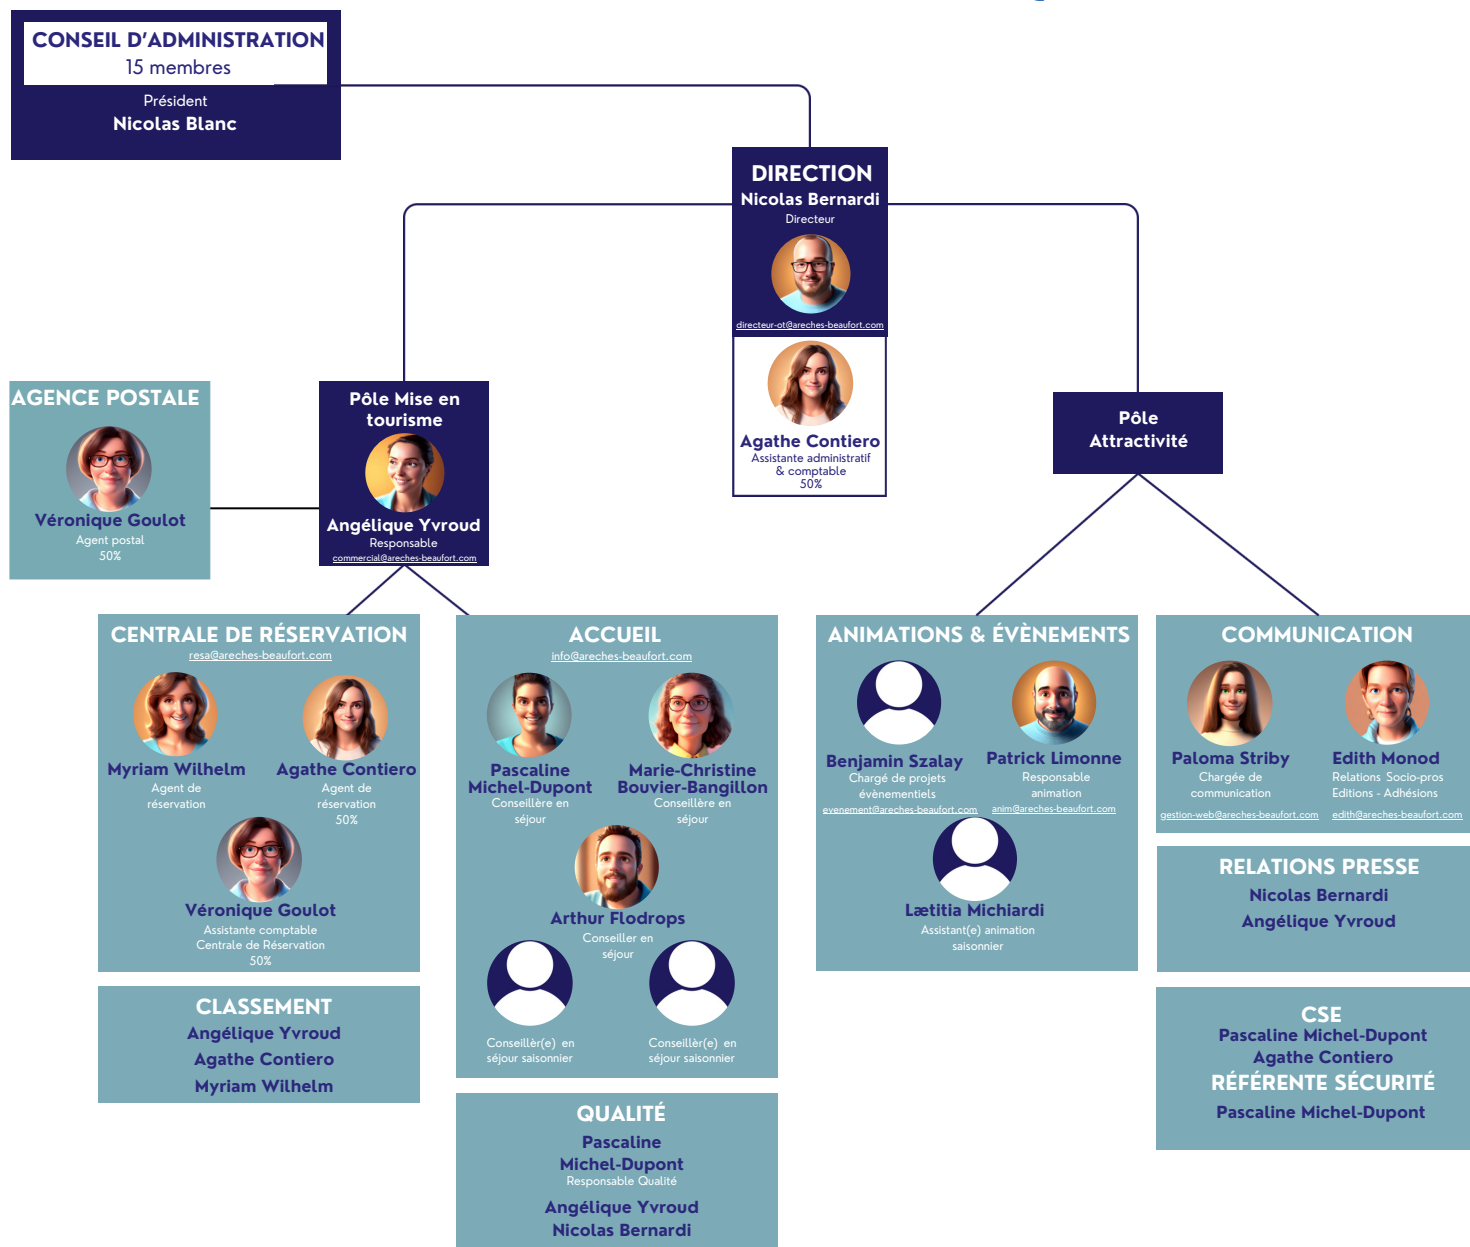 CONSEIL D'ADMINISTRATION
15 membres
Président
Nicolas Blanc
DIRECTION
Nicolas Bernardi
Directeur
directeur-ot@areches-beaufort.com
Agathe Contiero
Assistante administratif
& comptable
50%
AGENCE POSTALE
Véronique Goulot
Agent postal
50%
Pôle Mise en
tourisme
Angélique Yvroud
Responsable
commercial@areches-beaufort.com
Pôle
Attractivité
CENTRALE DE RÉSERVATION
resa@areches-beaufort.com
Myriam Wilhelm
Agent de
réservation
Agathe Contiero
Agent de
réservation
50%
Véronique Goulot
Assistante comptable
Centrale de Réservation
50%
CLASSEMENT
Angélique Yvroud
Agathe Contiero
Myriam Wilhelm
ACCUEIL
info@areches-beaufort.com
Pascaline
Michel-Dupont
Conseillère en
séjour
Marie-Christine
Bouvier-Bangillon
Conseillère en
séjour
Arthur Flodrops
Conseiller en
séjour
Conseillèr(e) en
séjour saisonnier
Conseillèr(e) en
séjour saisonnier
QUALITÉ
Pascaline
Michel-Dupont
Responsable Qualité
Angélique Yvroud
Nicolas Bernardi
ANIMATIONS & ÉVÈNEMENTS
Benjamin Szalay
Chargé de projets
évènementiels
evenement@areches-beaufort.com
Patrick Limonne
Responsable
animation
anim@areches-beaufort.com
Lætitia Michiardi
Assistant(e) animation
saisonnier
COMMUNICATION
Paloma Striby
Chargée de
communication
gestion-web@areches-beaufort.com
Edith Monod
Relations Socio-pros
Editions - Adhésions
edith@areches-beaufort.com
RELATIONS PRESSE
Nicolas Bernardi
Angélique Yvroud
CSE
Pascaline Michel-Dupont
Agathe Contiero
RÉFÉRENTE SÉCURITÉ
Pascaline Michel-Dupont